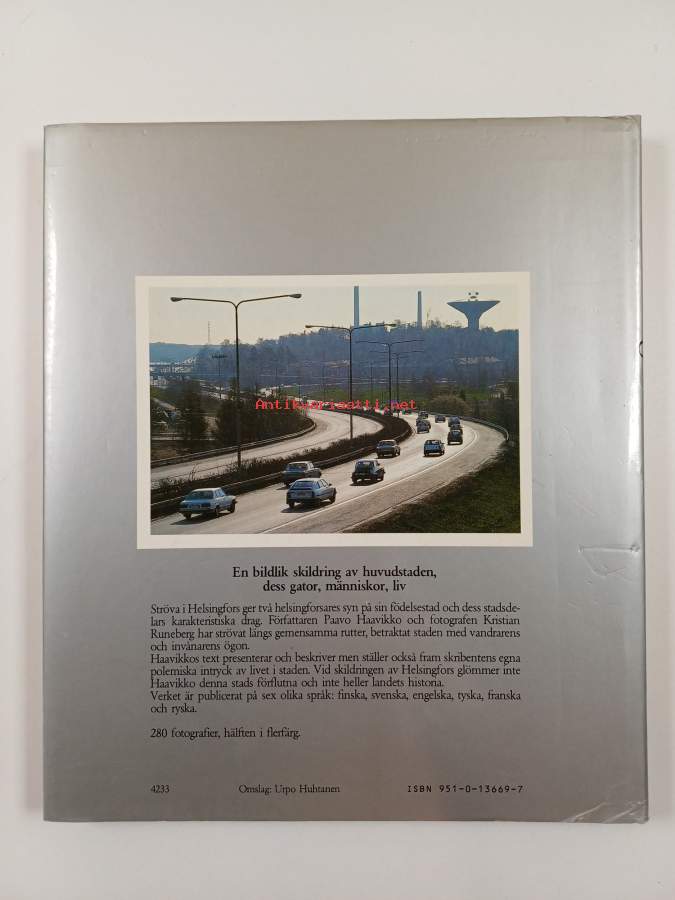 Antikvariaatti.net
En bildlik skildring av huvudstaden,
dess gator, människor, liv
Ströva i Helsingfors ger två helsingforsares syn på sin födelsestad och dess stadsde-
lars karakteristiska drag. Författaren Paavo Haavikko och fotografen Kristian
Runeberg har strövat längs gemensamma rutter, betraktat staden med vandrarens
och invånarens ögon.
Haavikkos text presenterar och beskriver men ställer också fram skribentens egna
polemiska intryck av livet i staden. Vid skildringen av Helsingfors glömmer inte
Haavikko denna stads förflutna och inte heller landets historia.
Verket är publicerat på sex olika språk: finska, svenska, engelska, tyska, franska
och ryska.
280 fotografier, hälften i flerfärg.
4233 Omslag: Urpo Huhtanen ISBN 951-0-13669-7